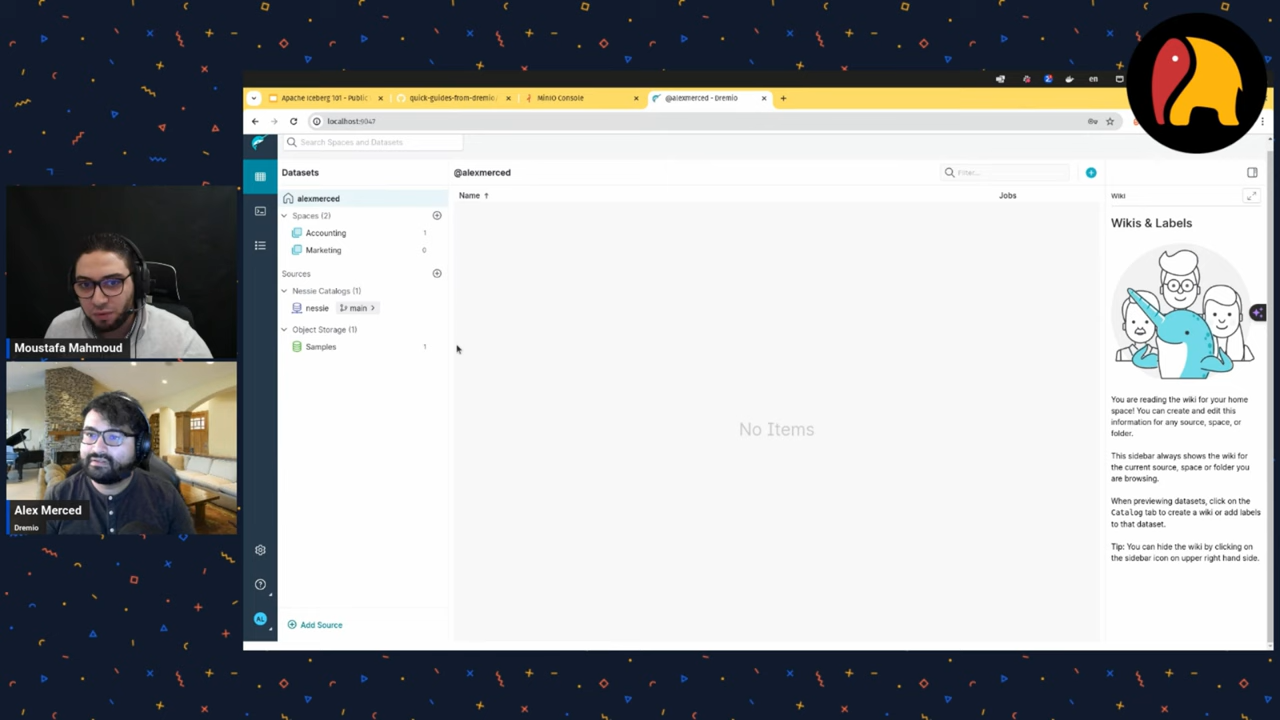 en
Apache Iceberg 101 - Public
quick-guides-from-dremio
MinIO Console
@alexmerced - Dremio
localhost:9047
Search Spaces and Datasets
Datasets
alexmerced
Spaces (2)
Accounting 1
Marketing 0
Sources
Nessie Catalogs (1)
nessie main
Object Storage (1)
Samples 1
Add Source
AL
@alexmerced
Filter...
Name Jobs
No Items
Wiki
Wikis & Labels
You are reading the wiki for your home
space! You can create and edit this
information for any source, space, or
folder.
This sidebar always shows the wiki for
the current source, space or folder you
are browsing.
When previewing datasets, click on the
Catalog tab to create a wiki or add labels
to that dataset.
Tip: You can hide the wiki by clicking on
the sidebar icon on upper right hand side.
Moustafa Mahmoud
Alex Merced
Dremio